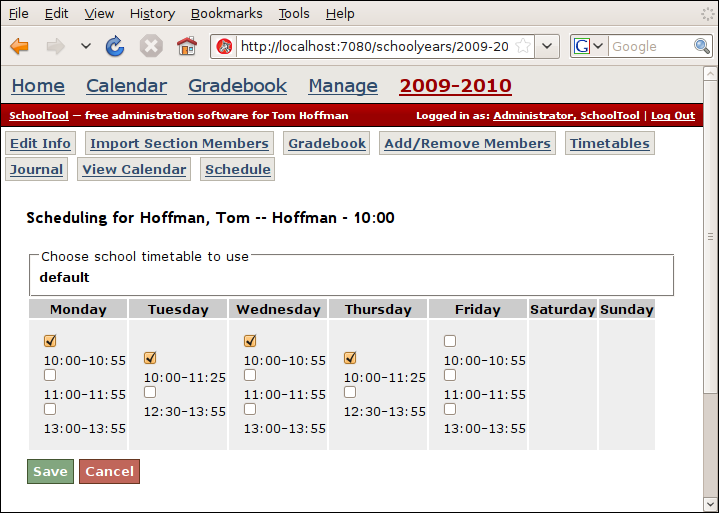 File Edit View History Bookmarks Tools Help
http://localhost:7080/schoolyears/2009-20
Google
Home Calendar Gradebook Manage 2009-2010
SchoolTool — free administration software for Tom Hoffman Logged in as: Administrator, SchoolTool | Log Out
Edit Info Import Section Members Gradebook Add/Remove Members Timetables
Journal View Calendar Schedule
Scheduling for Hoffman, Tom -- Hoffman - 10:00
Choose school timetable to use
default
Monday Tuesday Wednesday Thursday Friday Saturday Sunday
10:00-10:55
11:00-11:55
13:00-13:55
10:00-11:25
12:30-13:55
10:00-10:55
11:00-11:55
13:00-13:55
10:00-11:25
12:30-13:55
10:00-10:55
11:00-11:55
13:00-13:55
Save Cancel